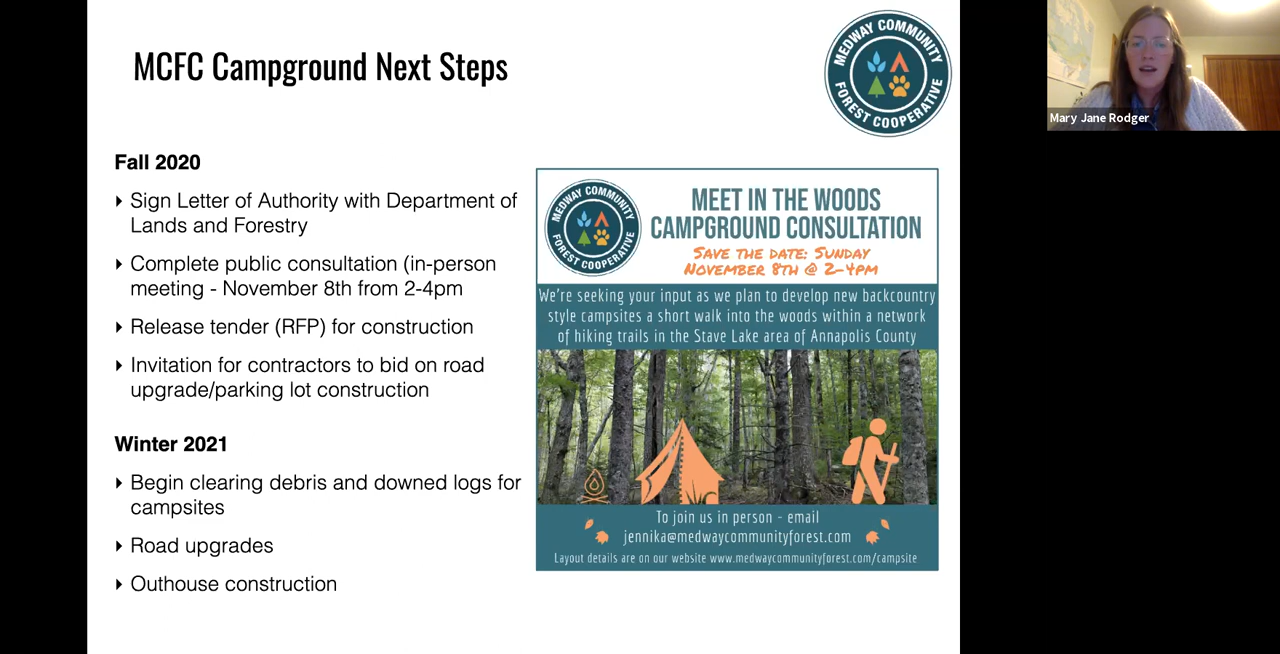 MCFC Campground Next Steps
MEDWAY COMMUNITY
FOREST COOPERATIVE
Mary Jane Rodger
Fall 2020
Sign Letter of Authority with Department of
Lands and Forestry
Complete public consultation (in-person
meeting - November 8th from 2-4pm
Release tender (RFP) for construction
Invitation for contractors to bid on road
upgrade/parking lot construction
Winter 2021
Begin clearing debris and downed logs for
campsites
Road upgrades
Outhouse construction
MEDWAY COMMUNITY
FOREST COOPERATIVE
MEET IN THE WOODS
CAMPGROUND CONSULTATION
SAVE THE DATE: SUNDAY
NOVEMBER 8TH @ 2-4PM
We're seeking your input as we plan to develop new backcountry
style campsites a short walk into the woods within a network
of hiking trails in the Stave Lake area of Annapolis County
To join us in person - email
jennika@medwaycommunityforest.com
Layout details are on our website www.medwaycommunityforest.com/campsite